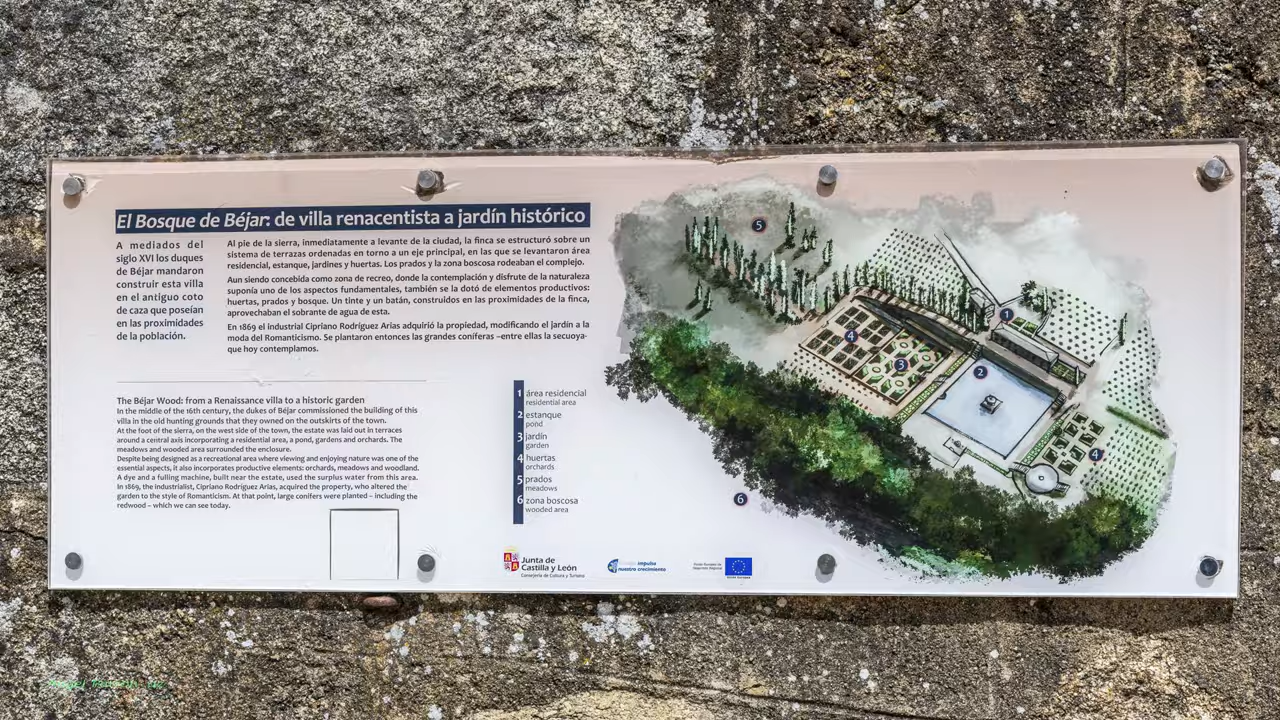 El Bosque de Béjar: de villa renacentista a jardín histórico
A mediados del
siglo XVI los duques
de Béjar mandaron
construir esta villa
en el antiguo coto
de caza que poseían
en las proximidades
de la población.
Al pie de la sierra, inmediatamente a levante de la ciudad, la finca se estructuró sobre un
sistema de terrazas ordenadas en torno a un eje principal, en las que se levantaron área
residencial, estanque, jardines y huertas. Los prados y la zona boscosa rodeaban el complejo.
Aun siendo concebida como zona de recreo, donde la contemplación y disfrute de la naturaleza
suponía uno de los aspectos fundamentales, también se la dotó de elementos productivos:
huertas, prados y bosque. Un tinte y un batán, construidos en las proximidades de la finca,
aprovechaban el sobrante de agua de esta.
En 1869 el industrial Cipriano Rodríguez Arias adquirió la propiedad, modificando el jardín a la
moda del Romanticismo. Se plantaron entonces las grandes coníferas –entre ellas la secuoya-
que hoy contemplamos.
The Béjar Wood: from a Renaissance villa to a historic garden
In the middle of the 16th century, the dukes of Béjar commissioned the building of this
villa in the old hunting grounds that they owned on the outskirts of the town.
At the foot of the sierra, on the west side of the town, the estate was laid out in terraces
around a central axis incorporating a residential area, a pond, gardens and orchards. The
meadows and wooded area surrounded the enclosure.
Despite being designed as a recreational area where viewing and enjoying nature was one of the
essential aspects, it also incorporates productive elements: orchards, meadows and woodland.
A dye and a fulling machine, built near the estate, used the surplus water from this area.
In 1869, the industrialist, Cipriano Rodríguez Arias, acquired the property, who altered the
garden to the style of Romanticism. At that point, large conifers were planted – including the
redwood – which we can see today.
1 área residencial
residential area
2 estanque
pond
3 jardín
garden
4 huertas
orchards
5 prados
meadows
6 zona boscosa
wooded area
5
1
4
3
2
4
6
Junta de
Castilla y León
Consejería de Cultura y Turismo
impulsa
nuestro crecimiento
Fondo Europeo de
Desarrollo Regional